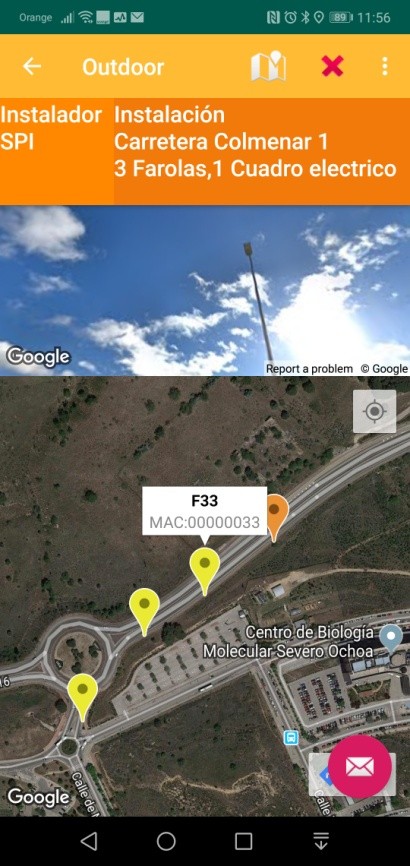 Orange 89 11:56
Outdoor
Instalador
SPI
Instalación
Carretera Colmenar 1
3 Farolas,1 Cuadro electrico
Google
Report a problem © Google
F33
MAC:00000033
Centro de Biología
Molecular Severo Ochoa
16
Calle de
Calle
Google